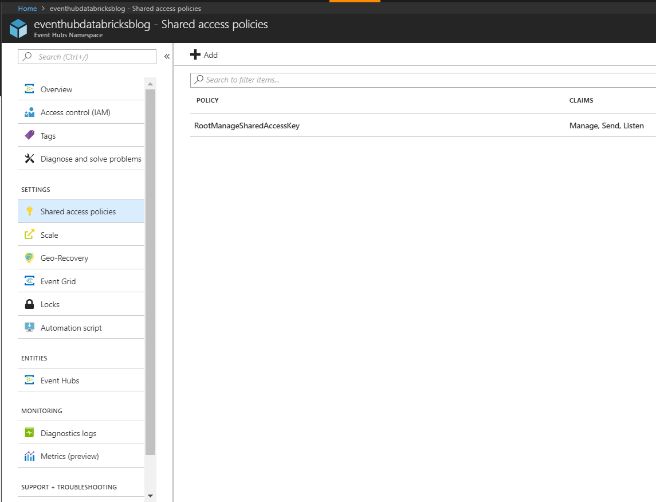 Home > eventhubdatabricksblog - Shared access policies
eventhubdatabricksblog - Shared access policies
Event Hubs Namespace
Search (Ctrl+/)
«
Overview
Access control (IAM)
Tags
Diagnose and solve problems
SETTINGS
Shared access policies
Scale
Geo-Recovery
Event Grid
Locks
Automation script
ENTITIES
Event Hubs
MONITORING
Diagnostics logs
Metrics (preview)
SUPPORT + TROUBLESHOOTING
Add
Search to filter items...
POLICY CLAIMS
RootManageSharedAccessKey Manage, Send, Listen